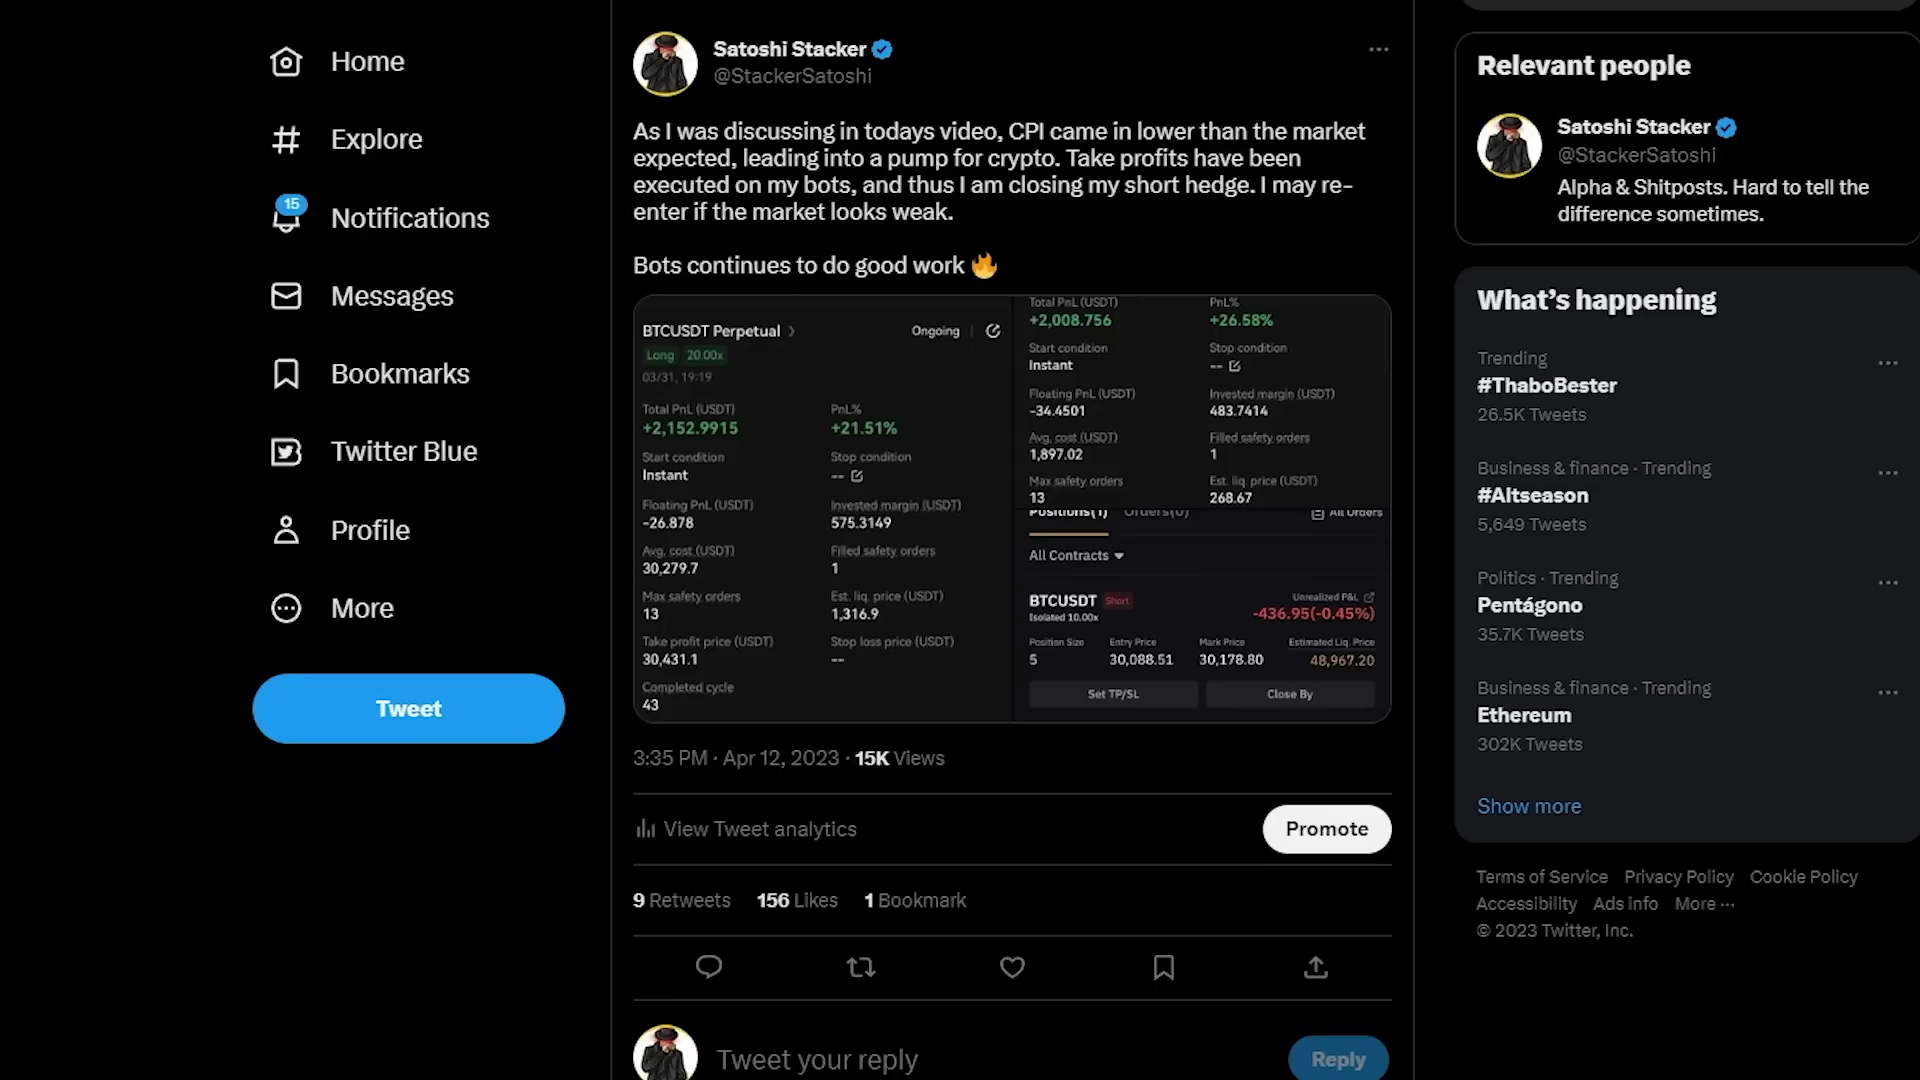 Home
Explore
15
Notifications
Messages
Bookmarks
Twitter Blue
Profile
More
Tweet
Satoshi Stacker
@StackerSatoshi
As I was discussing in todays video, CPI came in lower than the market
expected, leading into a pump for crypto. Take profits have been
executed on my bots, and thus I am closing my short hedge. I may re-
enter if the market looks weak.
Bots continues to do good work 🔥
BTCUSDT Perpetual
Ongoing
Long 20.00x
03/31, 19:19
Total PnL (USDT) PnL%
+2,152.9915 +21.51%
Start condition Stop condition
Instant --
Floating PnL (USDT) Invested margin (USDT)
-26.878 575.3149
Avg. cost (USDT) Filled safety orders
30,279.7 1
Max safety orders Est. liq. price (USDT)
13 1,316.9
Take profit price (USDT) Stop loss price (USDT)
30,431.1 --
Completed cycle
43
Total PnL (USDT) PnL%
+2,008.756 +26.58%
Start condition Stop condition
Instant --
Floating PnL (USDT) Invested margin (USDT)
-34.4501 483.7414
Avg. cost (USDT) Filled safety orders
1,897.02 1
Max safety orders Est. liq. price (USDT)
13 268.67
Positions(1) Orders(0) All Orders
All Contracts
BTCUSDT Short Unrealized P&L
Isolated 10.00x -436.95(-0.45%)
Position Size Entry Price Mark Price Estimated Liq. Price
5 30,088.51 30,178.80 48,967.20
Set TP/SL Close By
3:35 PM · Apr 12, 2023 · 15K Views
View Tweet analytics Promote
9 Retweets 156 Likes 1 Bookmark
Tweet your reply
Reply
Relevant people
Satoshi Stacker
@StackerSatoshi
Alpha & Shitposts. Hard to tell the
difference sometimes.
What's happening
Trending
#ThaboBester
26.5K Tweets
Business & finance · Trending
#Altseason
5,649 Tweets
Politics · Trending
Pentágono
35.7K Tweets
Business & finance · Trending
Ethereum
302K Tweets
Show more
Terms of Service Privacy Policy Cookie Policy
Accessibility Ads info More ···
© 2023 Twitter, Inc.